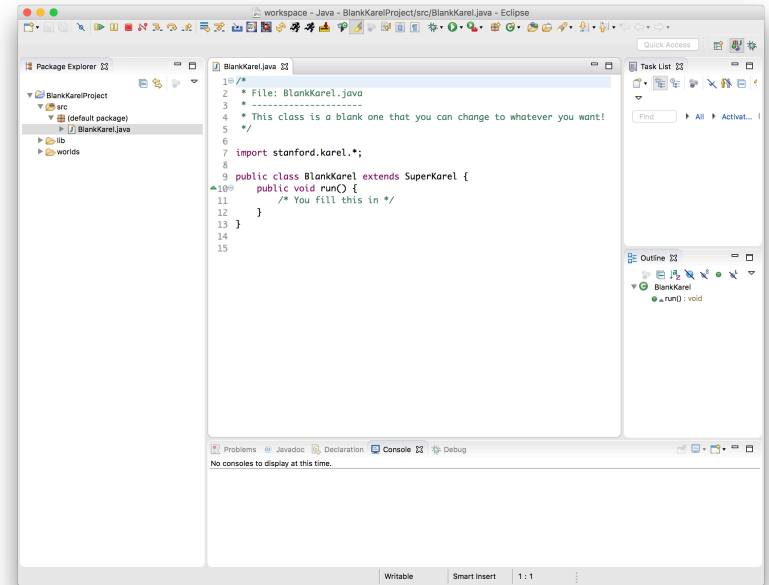 workspace - Java - BlankKarelProject/src/BlankKarel.java - Eclipse
Quick Access
Package Explorer
BlankKarelProject
src
(default package)
BlankKarel.java
lib
worlds
BlankKarel.java
1 /*
2  * File: BlankKarel.java
3  * --------------------
4  * This class is a blank one that you can change to whatever you want!
5  */
6
7 import stanford.karel.*;
8
9 public class BlankKarel extends SuperKarel {
10     public void run() {
11         /* You fill this in */
12     }
13 }
14
15
Task List
Find All Activat...
Outline
BlankKarel
run() : void
Problems Javadoc Declaration Console Debug
No consoles to display at this time.
Writable Smart Insert 1 : 1